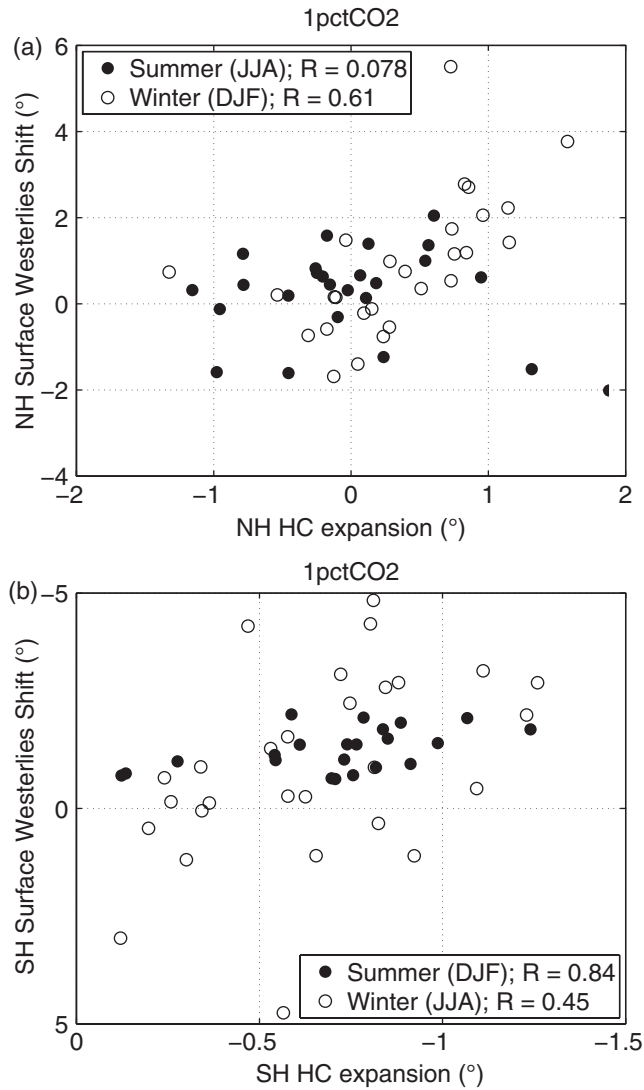 1pctCO2
(a)
6
4
2
0
−2
−4
Summer (JJA); R = 0.078
Winter (DJF); R = 0.61
NH Surface Westerlies Shift (°)
−2 −1 0 1 2
NH HC expansion (°)
1pctCO2
(b)
−5
0
5
SH Surface Westerlies Shift (°)
Summer (DJF); R = 0.84
Winter (JJA); R = 0.45
0 −0.5 −1 −1.5
SH HC expansion (°)